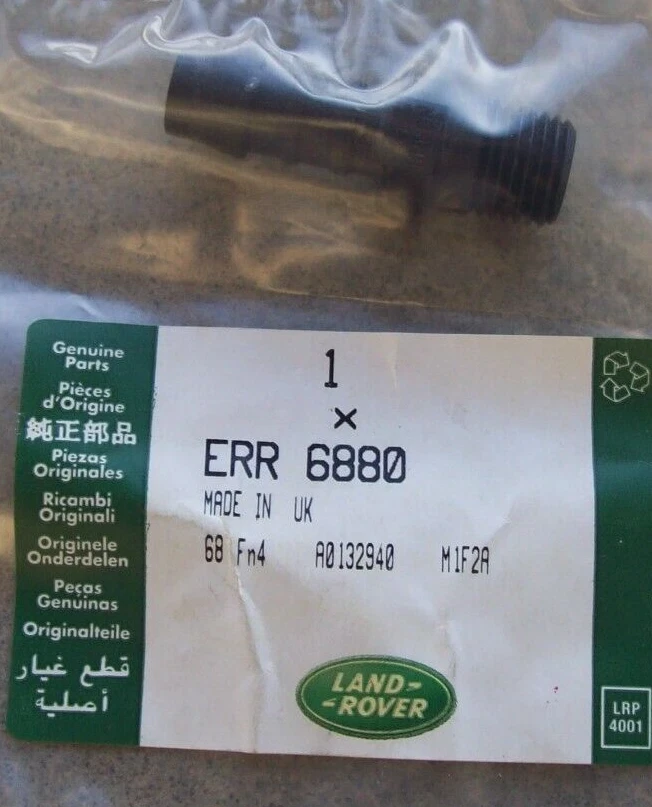 Genuine
Parts
Pièces
d'Origine
純正部品
Piezas
Originales
Ricambi
Originali
Originele
Onderdelen
Peças
Genuinas
Originalteile
قطع غيار
أصلية
1
×
ERR 6880
MADE IN UK
68 Fn4 A0132940 M1F2A
LAND-
-ROVER
LRP
4001